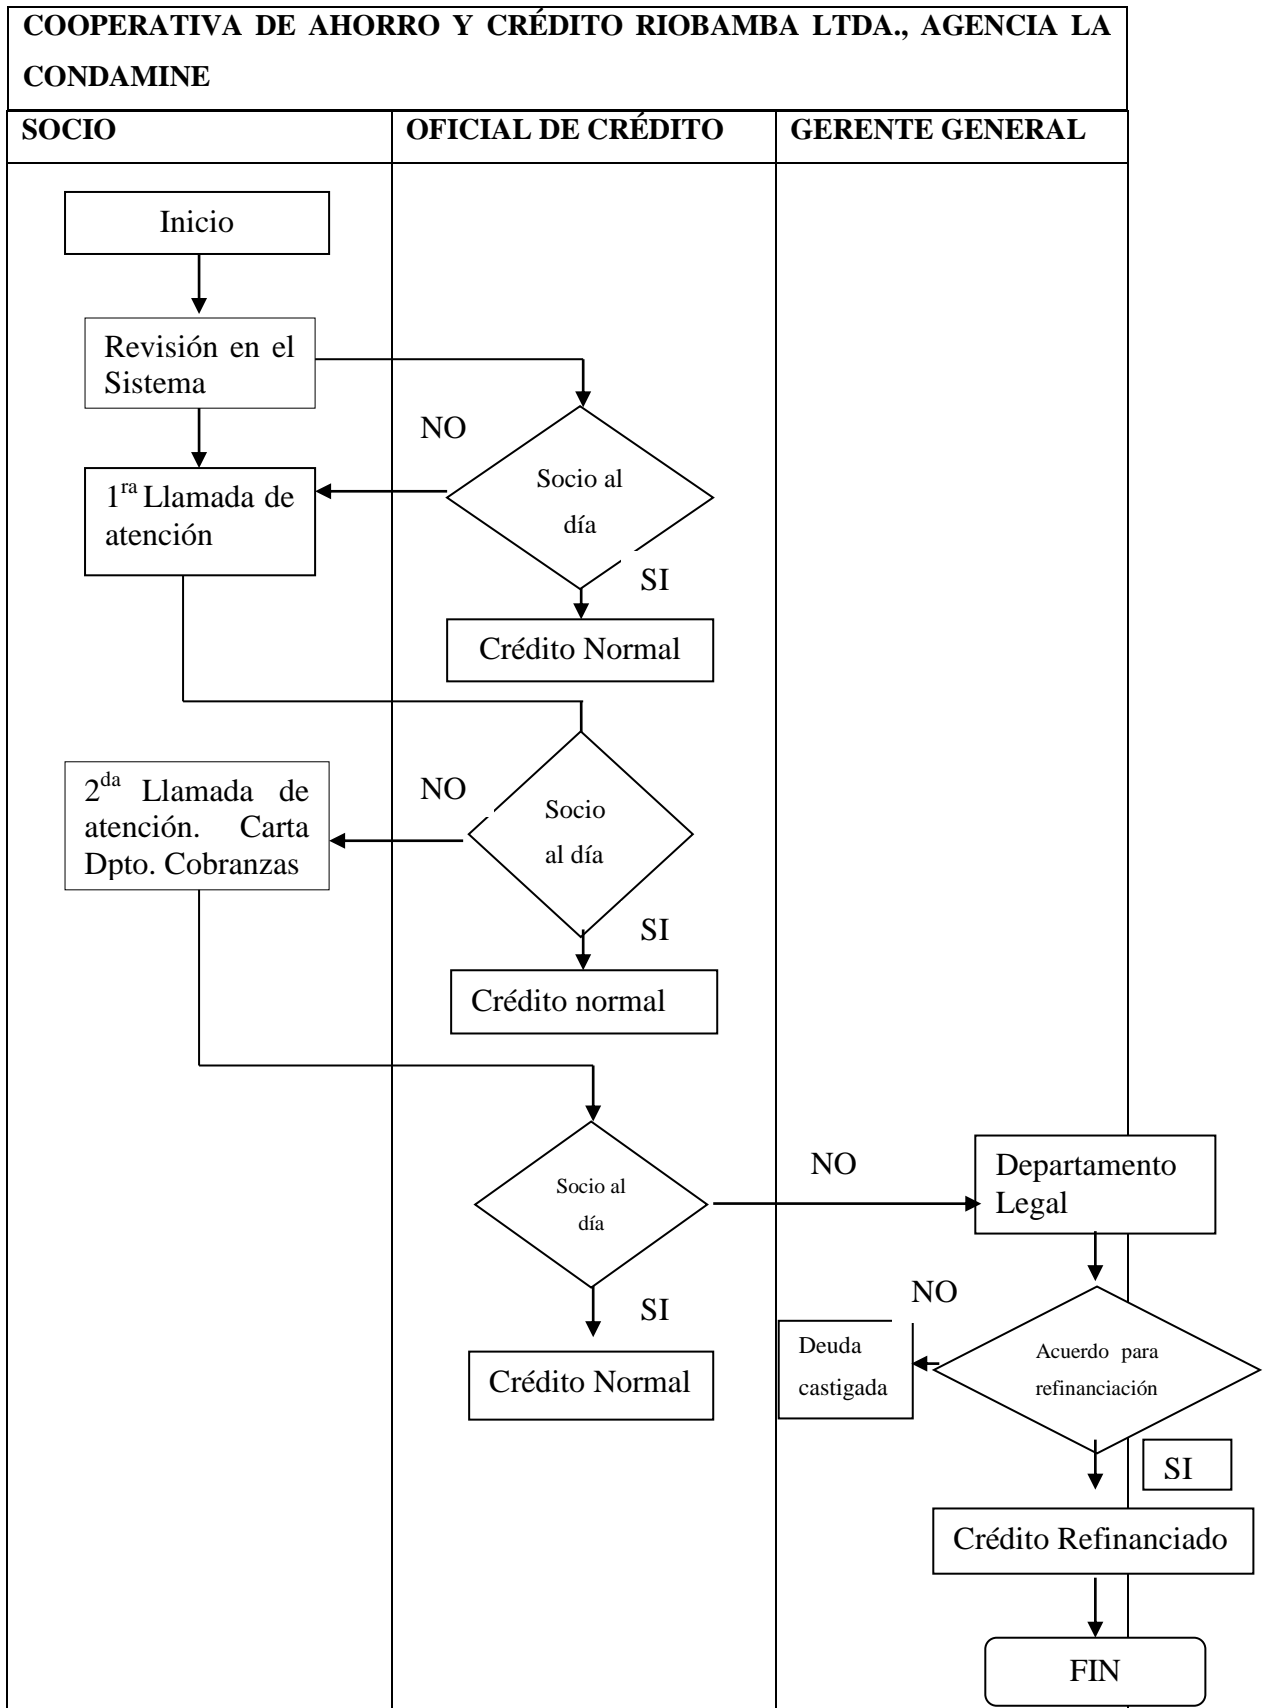 COOPERATIVA DE AHORRO Y CRÉDITO RIOBAMBA LTDA., AGENCIA LA
CONDAMINE
SOCIO
OFICIAL DE CRÉDITO
GERENTE GENERAL
Inicio
Revisión en el
Sistema
NO
Socio al
día
1ra Llamada de
atención
SI
Crédito Normal
2da Llamada de
atención. Carta
Dpto. Cobranzas
NO
Socio
al día
SI
Crédito normal
Socio al
día
NO
Departamento
Legal
SI
Crédito Normal
NO
Deuda
castigada
Acuerdo para
refinanciación
SI
Crédito Refinanciado
FIN